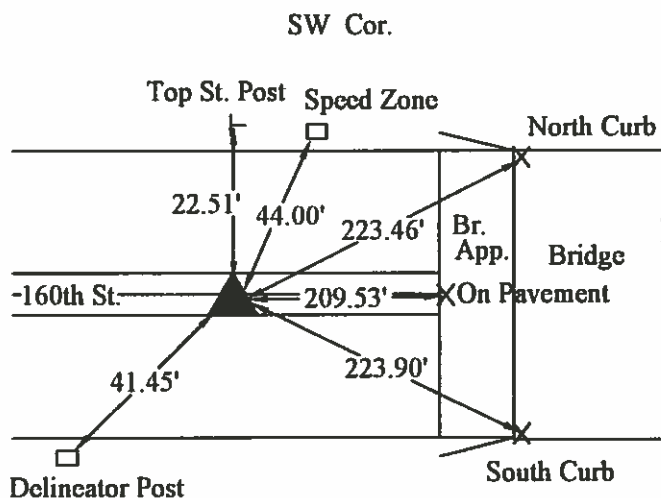 SW Cor.
Top St. Post
Speed Zone
North Curb
22.51'
44.00'
223.46'
Br.
App.
Bridge
160th St.
209.53'
On Pavement
41.45'
223.90'
South Curb
Delineator Post